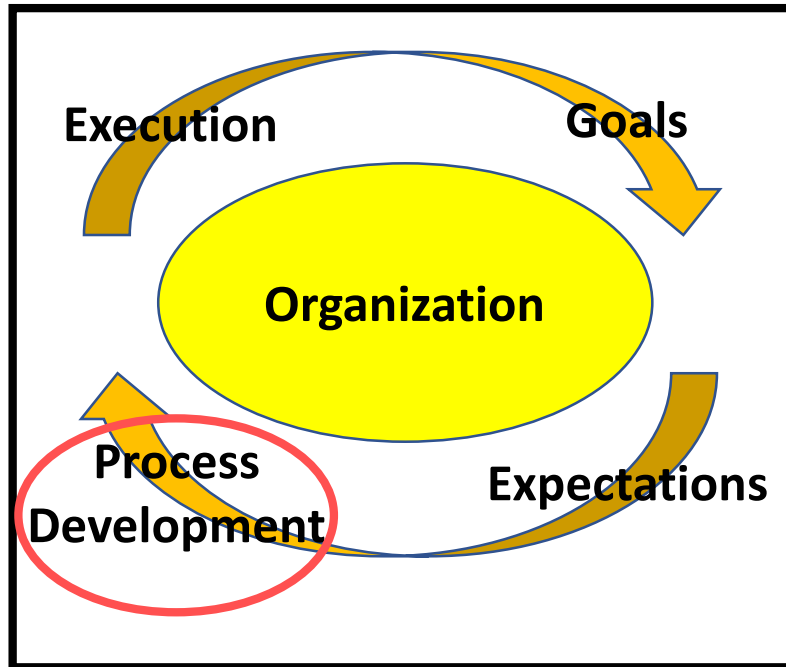 Execution
Goals
Organization
Process
Development
Expectations